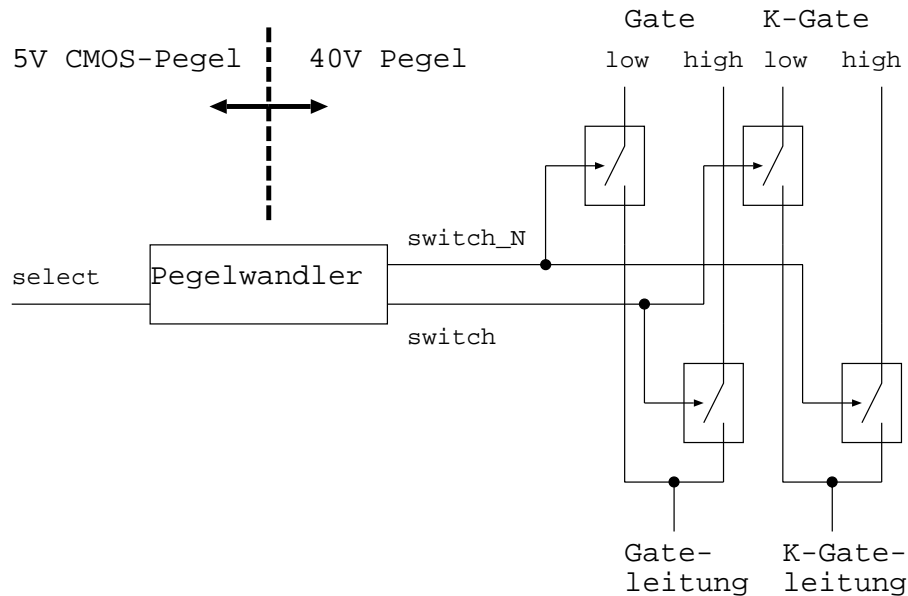 Gate K-Gate
5V CMOS-Pegel 40V Pegel low high low high
switch_N
select Pegelwandler
switch
Gate- K-Gate-
leitung leitung